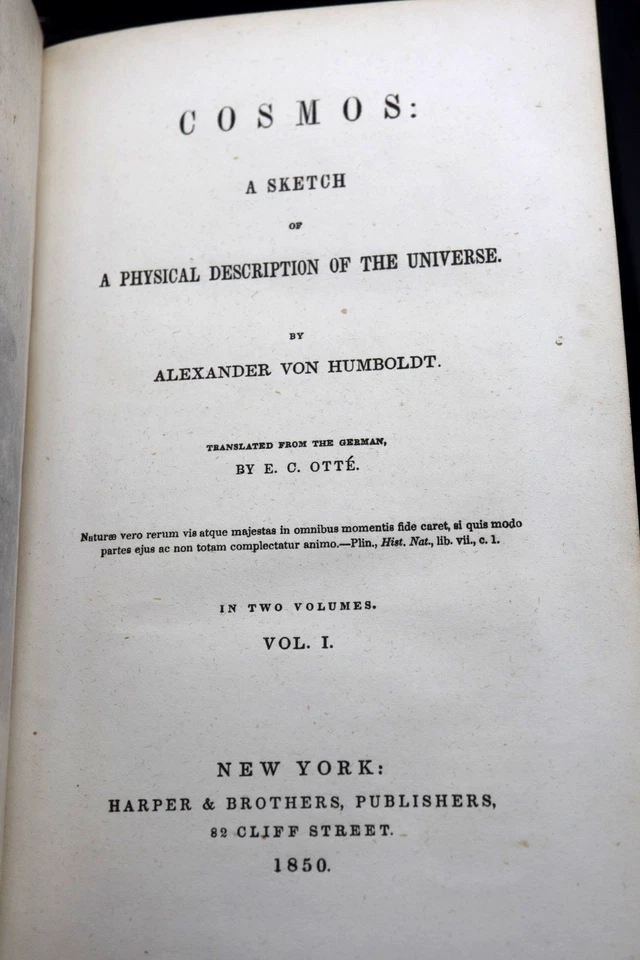 COSMOS:
A SKETCH
OF
A PHYSICAL DESCRIPTION OF THE UNIVERSE.
BY
ALEXANDER VON HUMBOLDT.
TRANSLATED FROM THE GERMAN,
BY E. C. OTTÉ.
Naturæ vero rerum vis atque majestas in omnibus momentis fide caret, si quis modo
partes ejus ac non totam complectatur animo.—Plin., Hist. Nat., lib. vii., c. 1.
IN TWO VOLUMES.
VOL. I.
NEW YORK:
HARPER & BROTHERS, PUBLISHERS,
82 CLIFF STREET.
1850.